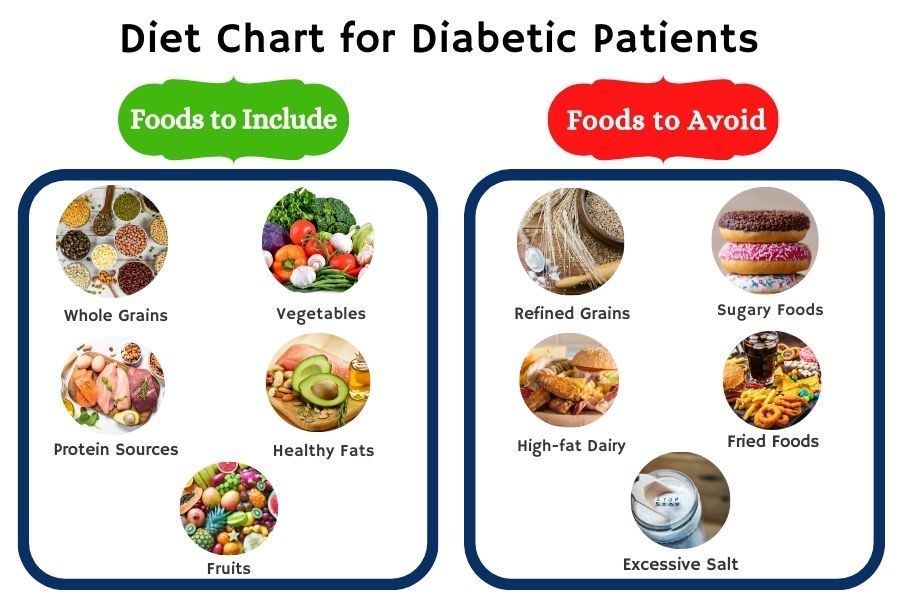 Diet Chart for Diabetic Patients
Foods to Include
Whole Grains
Vegetables
Protein Sources
Healthy Fats
Fruits
Foods to Avoid
Refined Grains
Sugary Foods
High-fat Dairy
Fried Foods
STOP
Excessive Salt